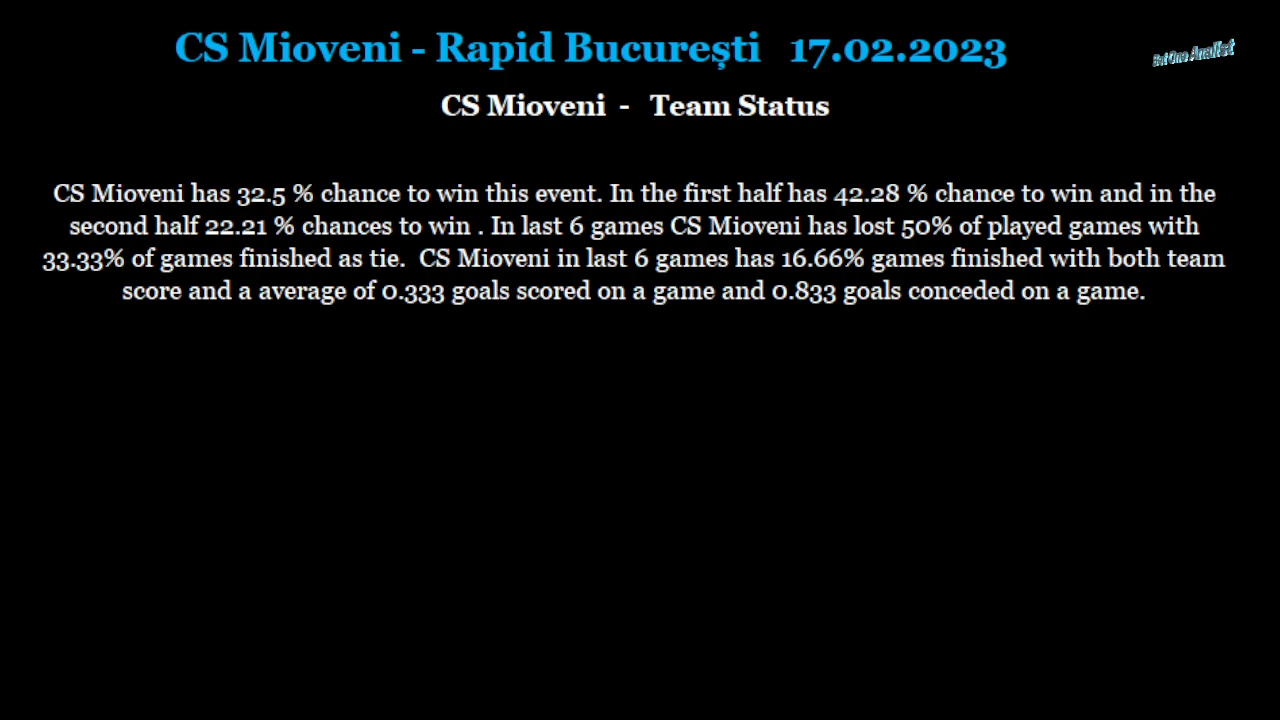 CS Mioveni - Rapid București 17.02.2023
Bet One Analist
CS Mioveni - Team Status
CS Mioveni has 32.5 % chance to win this event. In the first half has 42.28 % chance to win and in the
second half 22.21 % chances to win . In last 6 games CS Mioveni has lost 50% of played games with
33.33% of games finished as tie. CS Mioveni in last 6 games has 16.66% games finished with both team
score and a average of 0.333 goals scored on a game and 0.833 goals conceded on a game.